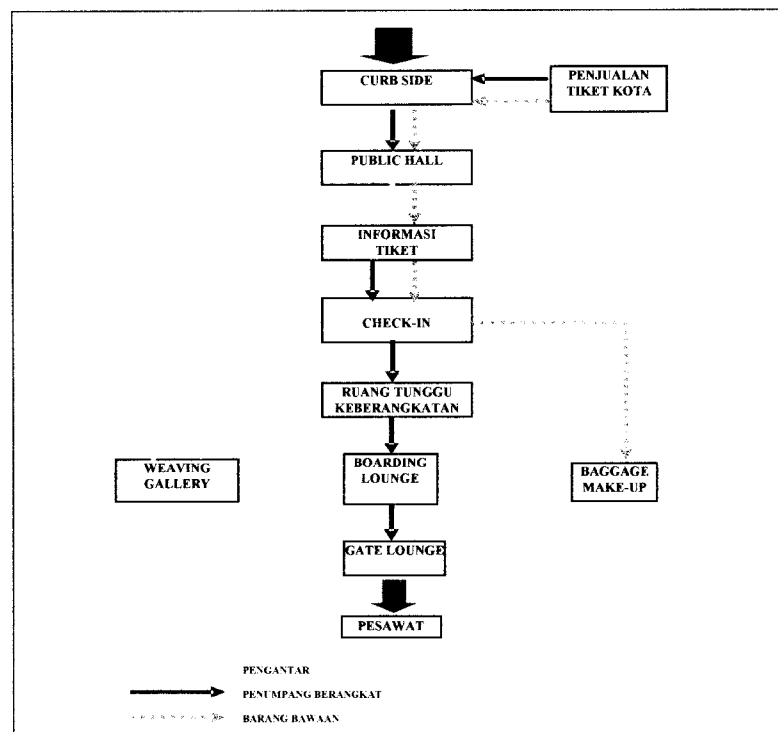 CURB SIDE
PENJUALAN
TIKET KOTA
PUBLIC HALL
INFORMASI
TIKET
CHECK-IN
RUANG TUNGGU
KEBERANGKATAN
WEAVING
GALLERY
BOARDING
LOUNGE
BAGGAGE
MAKE-UP
GATE LOUNGE
PESAWAT
PENGANTAR
PENUMPANG BERANGKAT
BARANG BAWAAN